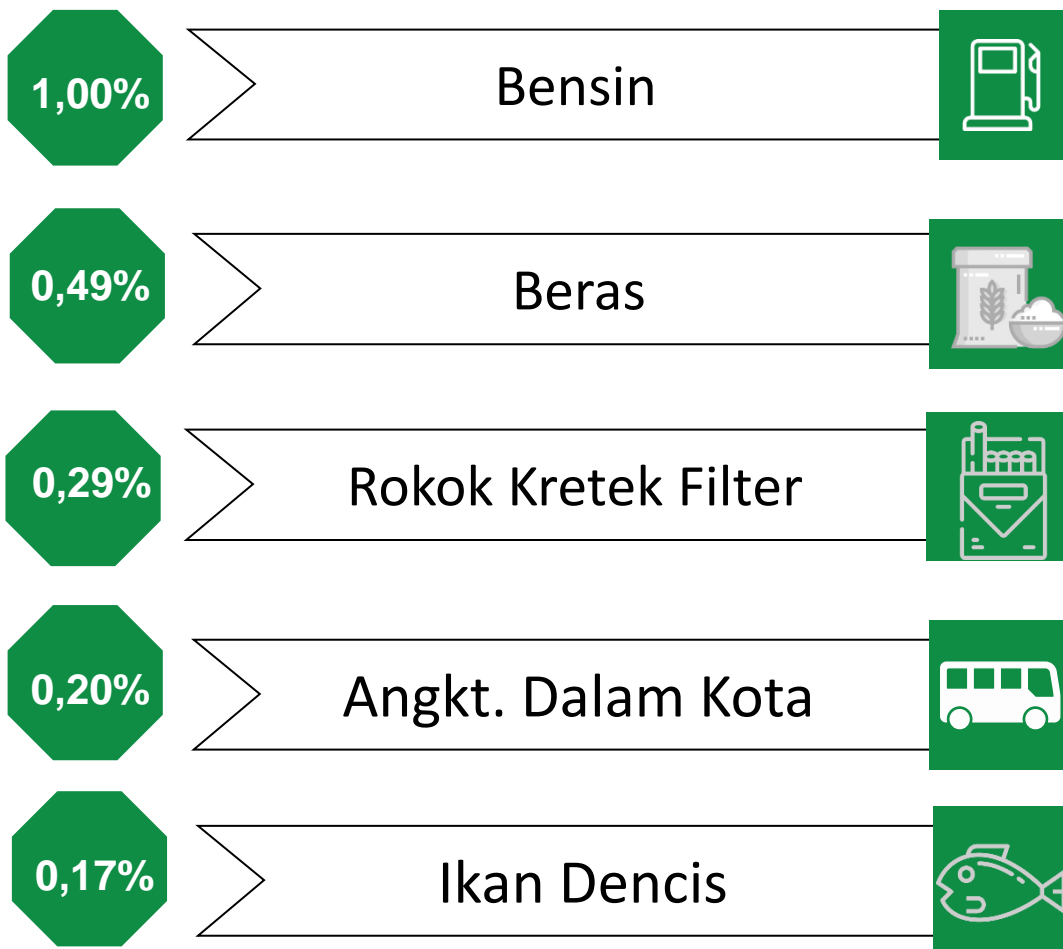 1,00%
Bensin
0,49%
Beras
0,29%
Rokok Kretek Filter
0,20%
Angkt. Dalam Kota
0,17%
Ikan Dencis